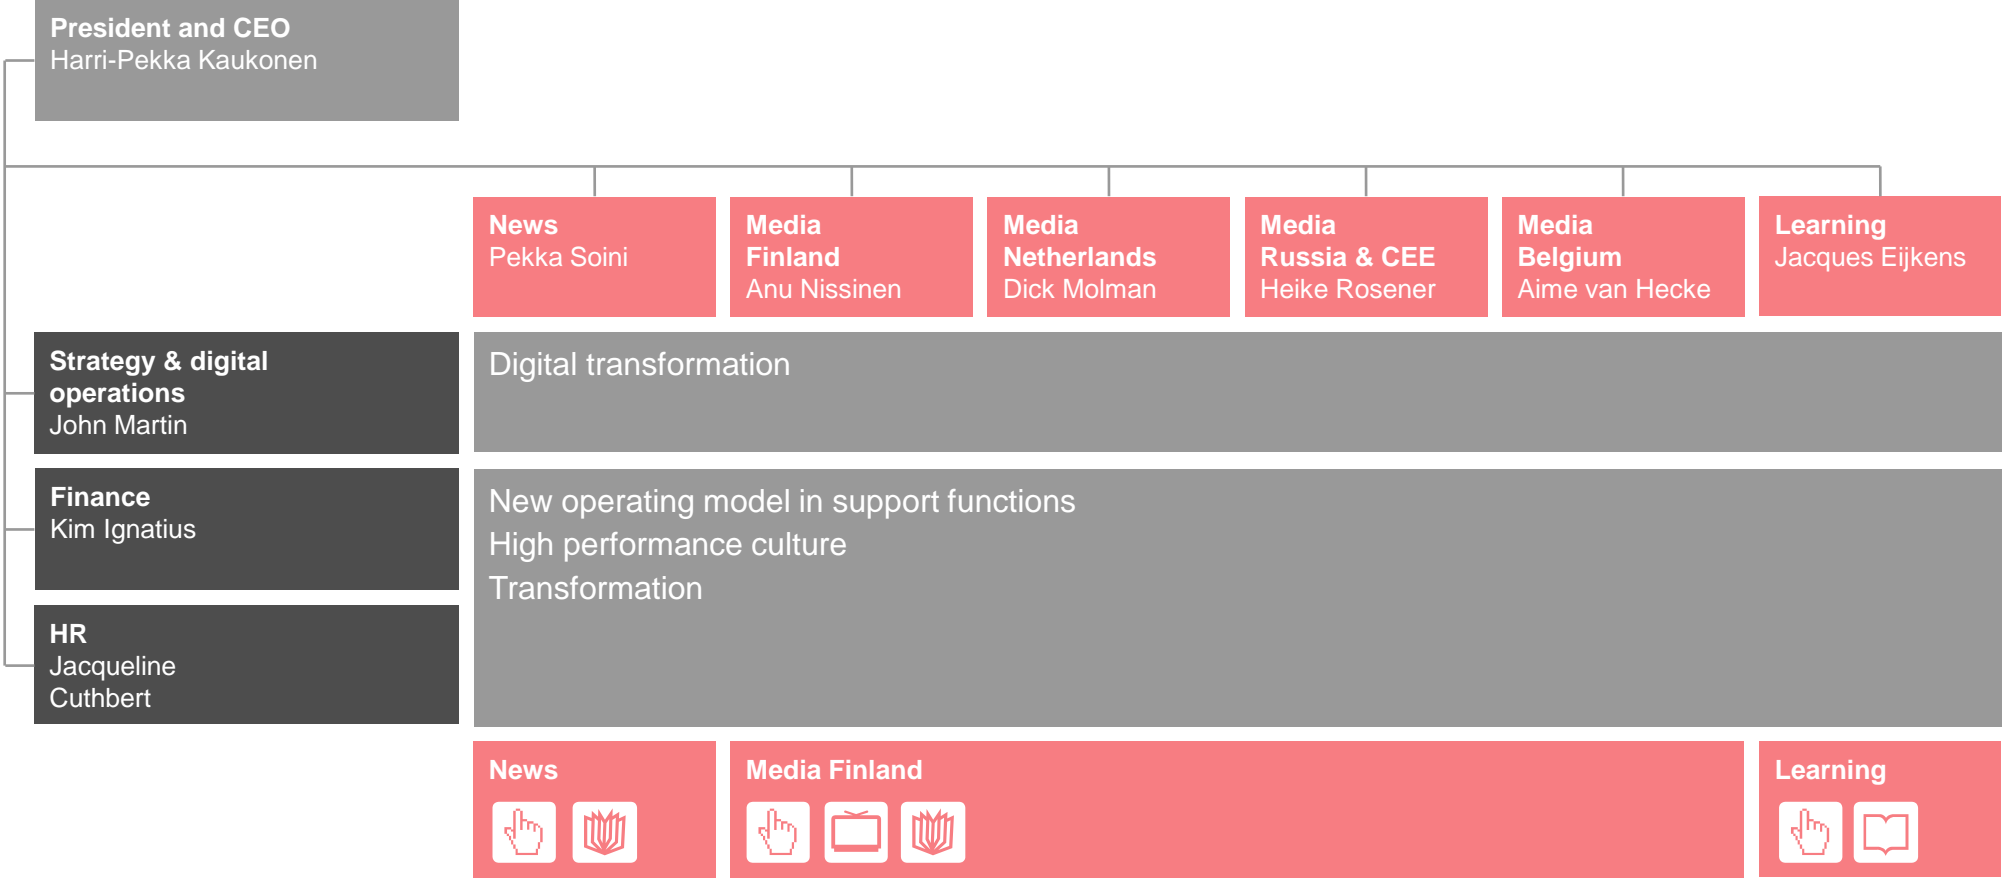 President and CEO
Harri-Pekka Kaukonen
News
Pekka Soini
Media
Finland
Anu Nissinen
Media
Netherlands
Dick Molman
Media
Russia & CEE
Heike Rosener
Media
Belgium
Aime van Hecke
Learning
Jacques Eijkens
Strategy & digital
operations
John Martin
Digital transformation
Finance
Kim Ignatius
New operating model in support functions
High performance culture
Transformation
HR
Jacqueline
Cuthbert
News
Media Finland
Learning